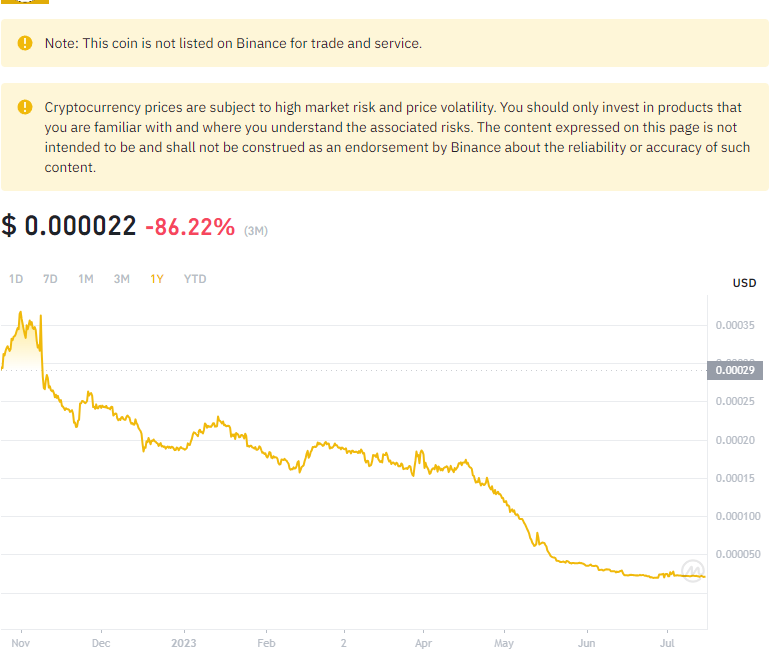 Note: This coin is not listed on Binance for trade and service.
Cryptocurrency prices are subject to high market risk and price volatility. You should only invest in products that
you are familiar with and where you understand the associated risks. The content expressed on this page is not
intended to be and shall not be construed as an endorsement by Binance about the reliability or accuracy of such
content.
$ 0.000022 -86.22% (3M)
1D 7D 1M 3M 1Y YTD
USD
0.00035
0.00029
0.00025
0.00020
0.00015
0.000100
0.000050
Nov Dec 2023 Feb 2 Apr May Jun Jul